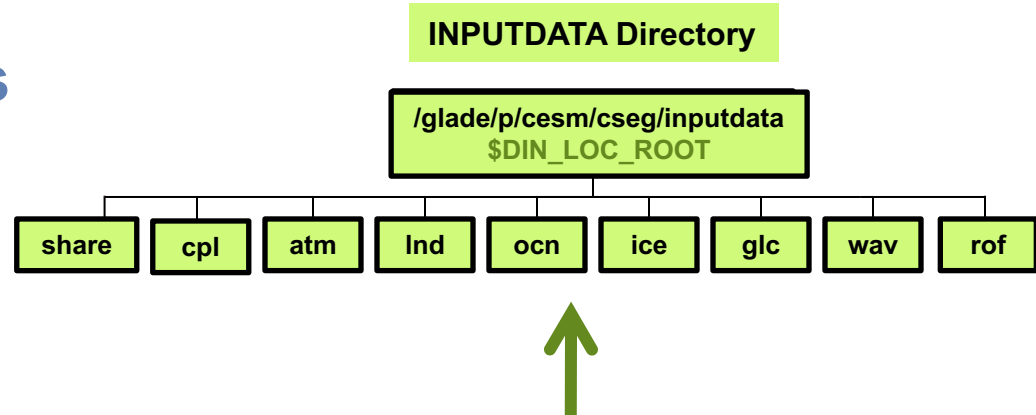 INPUTDATA Directory
s
/glade/p/cesm/cseg/inputdata
$DIN_LOC_ROOT
share cpl atm lnd ocn ice glc wav rof